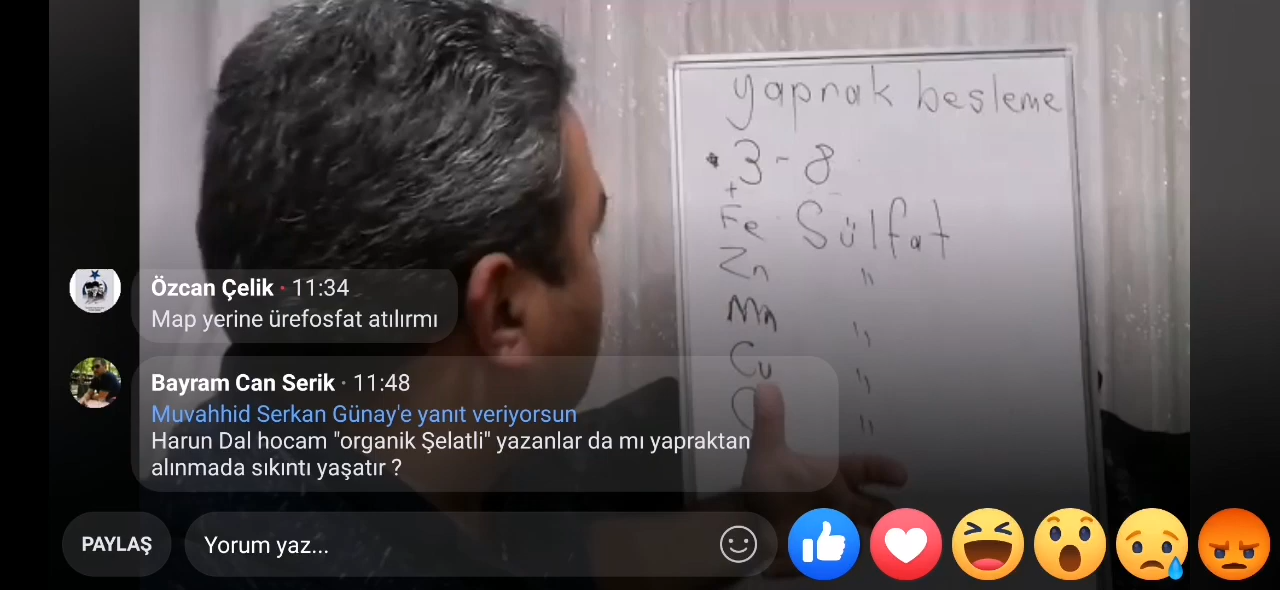 yaprak besleme
• 3 - 8
+
Fe Sülfat
Zn "
Mn "
Cu "
"
Özcan Çelik · 11:34
Map yerine ürefosfat atılırmı
Bayram Can Serik · 11:48
Muvahhid Serkan Günay'e yanıt veriyorsun
Harun Dal hocam "organik Şelatli" yazanlar da mı yapraktan
alınmada sıkıntı yaşatır ?
PAYLAŞ Yorum yaz...